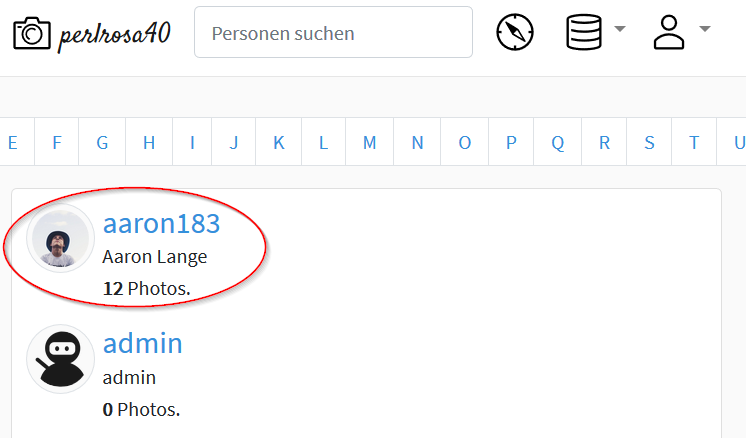 perlrosa40 Personen suchen
E F G H I J K L M N O P Q R S T U
aaron183
Aaron Lange
12 Photos.
admin
admin
0 Photos.